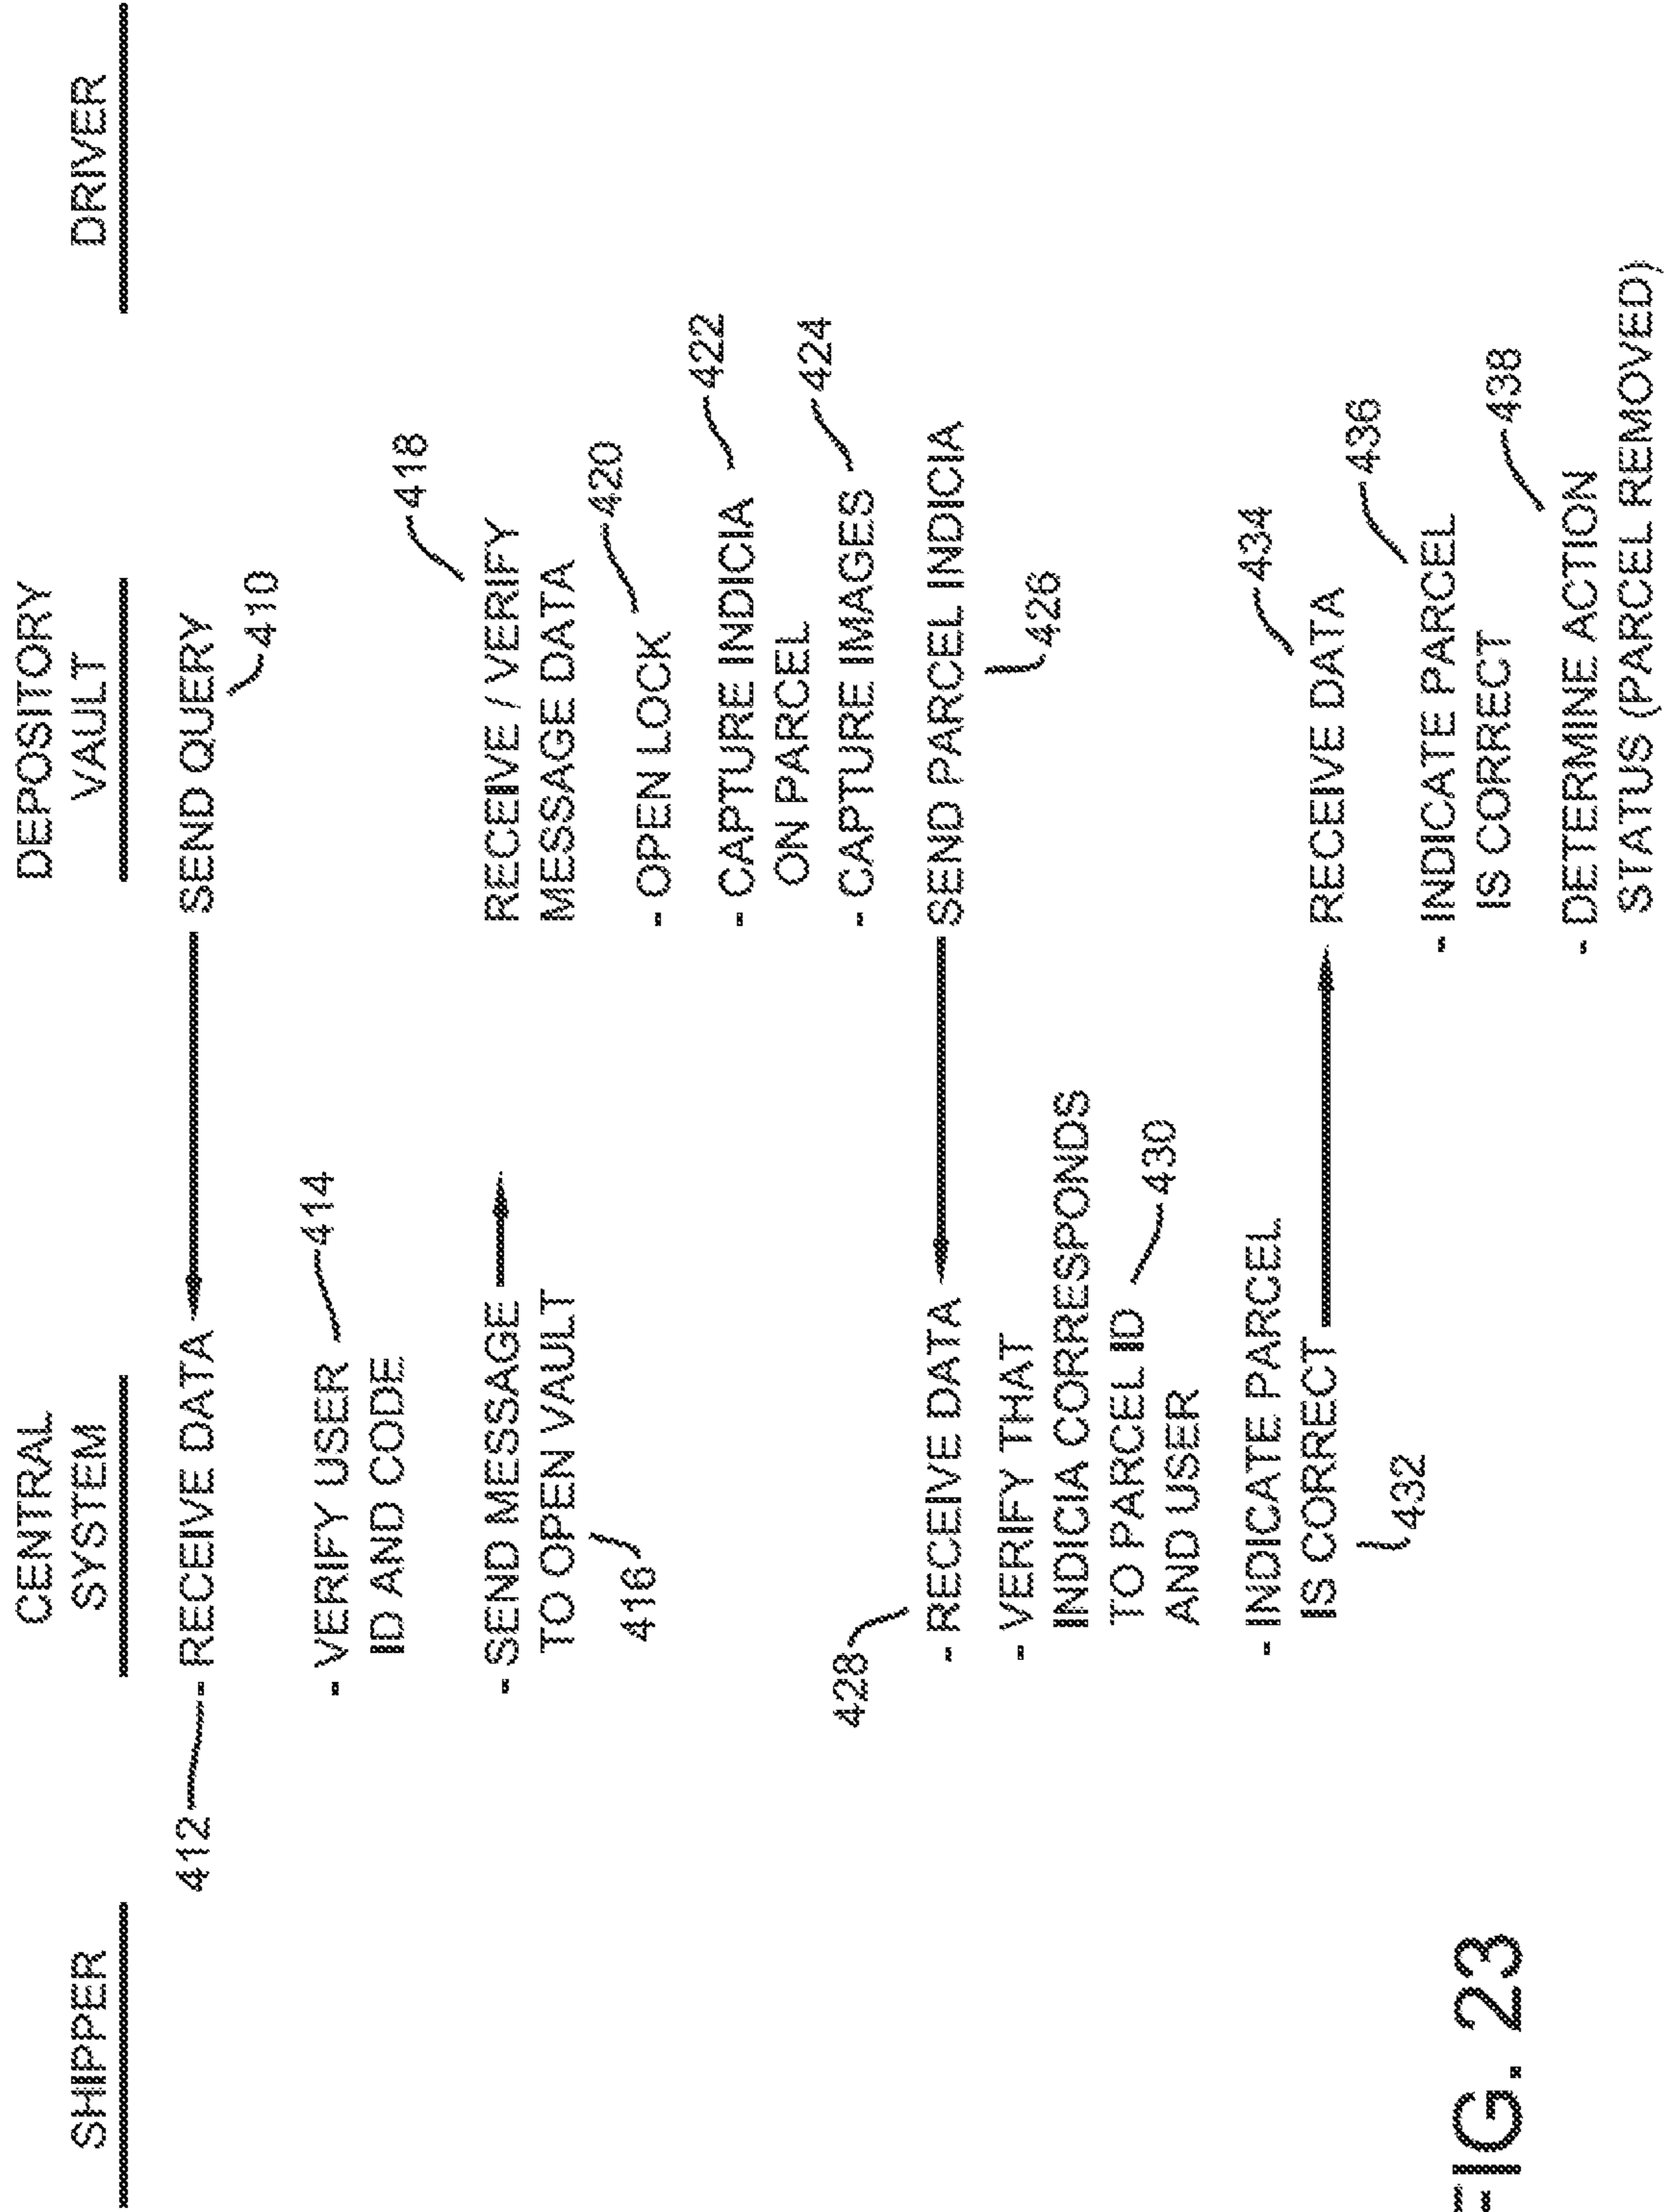 SHIPPER
CENTRAL
SYSTEM
DEPOSITORY
VAULT
DRIVER
412
- RECEIVE DATA
SEND QUERY
410
- VERIFY USER
ID AND CODE
414
- SEND MESSAGE
TO OPEN VAULT
416
418
RECEIVE / VERIFY
MESSAGE DATA
- OPEN LOCK
420
- CAPTURE INDICIA
ON PARCEL
422
- CAPTURE IMAGES
424
SEND PARCEL INDICIA
426
428
- RECEIVE DATA
- VERIFY THAT
INDICIA CORRESPONDS
TO PARCEL ID
AND USER
430
- INDICATE PARCEL
IS CORRECT
432
RECEIVE DATA
434
- INDICATE PARCEL
IS CORRECT
436
- DETERMINE ACTION
STATUS (PARCEL REMOVED)
438
FIG. 23